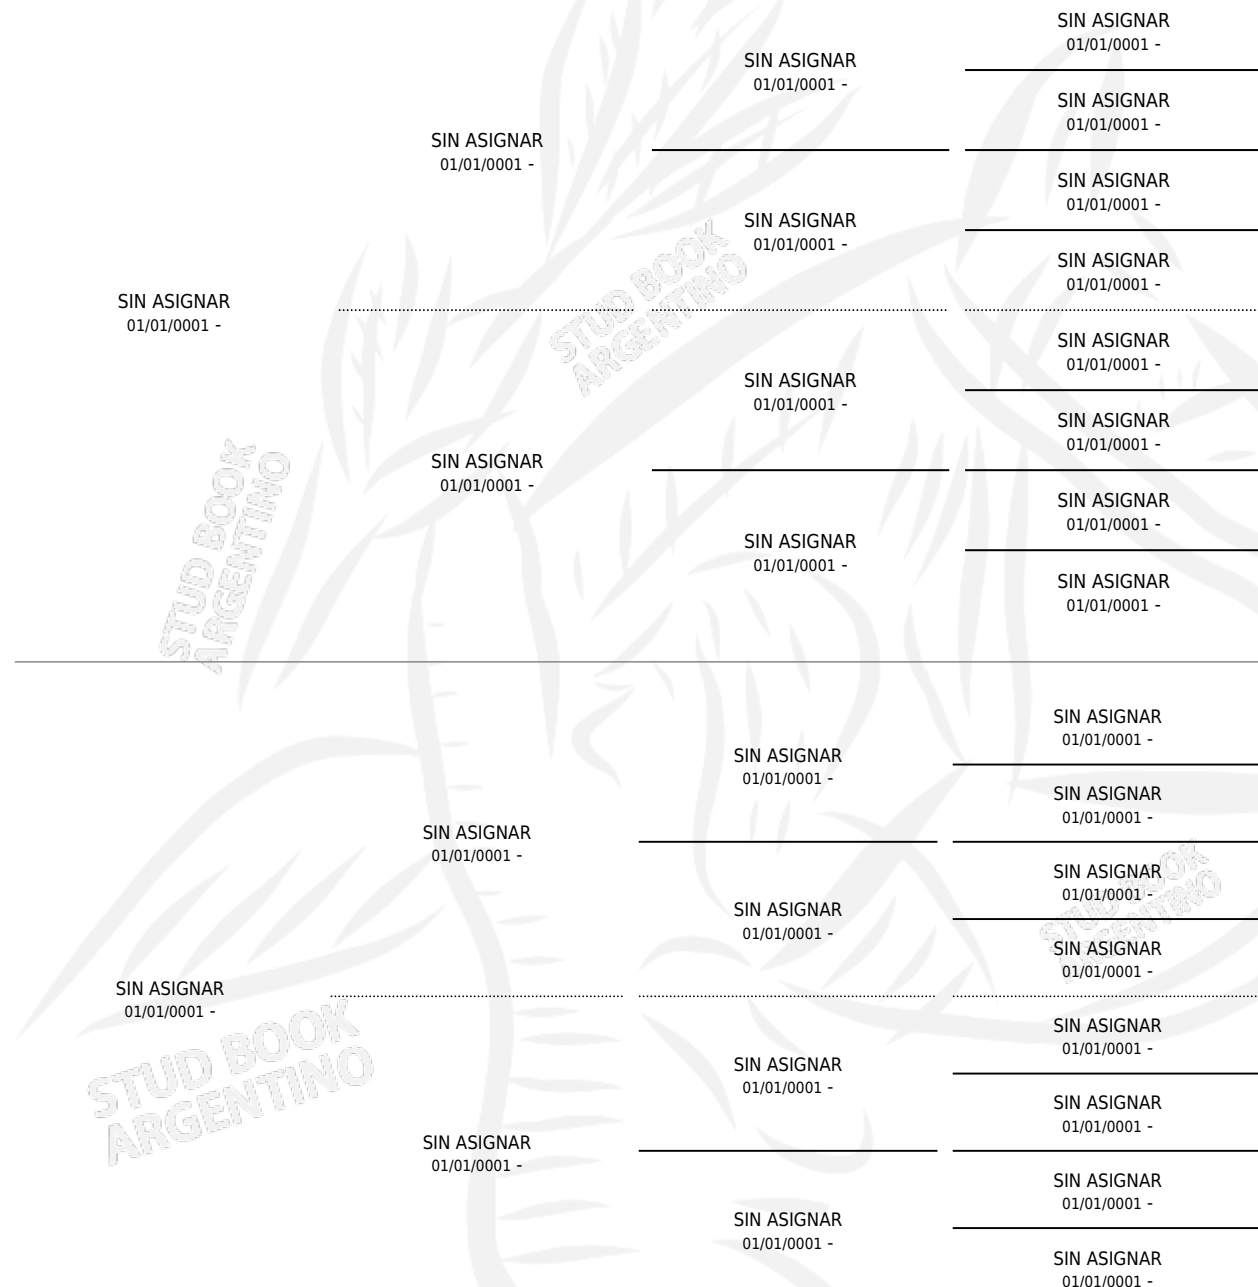 SIN ASIGNAR
01/01/0001 -
SIN ASIGNAR
01/01/0001 -
SIN ASIGNAR
01/01/0001 -
SIN ASIGNAR
01/01/0001 -
SIN ASIGNAR
01/01/0001 -
SIN ASIGNAR
01/01/0001 -
SIN ASIGNAR
01/01/0001 -
SIN ASIGNAR
01/01/0001 -
SIN ASIGNAR
01/01/0001 -
SIN ASIGNAR
01/01/0001 -
SIN ASIGNAR
01/01/0001 -
SIN ASIGNAR
01/01/0001 -
SIN ASIGNAR
01/01/0001 -
SIN ASIGNAR
01/01/0001 -
SIN ASIGNAR
01/01/0001 -
STUD BOOK
ARGENTINO
STUD BOOK
ARGENTINO
SIN ASIGNAR
01/01/0001 -
SIN ASIGNAR
01/01/0001 -
SIN ASIGNAR
01/01/0001 -
SIN ASIGNAR
01/01/0001 -
SIN ASIGNAR
01/01/0001 -
SIN ASIGNAR
01/01/0001 -
SIN ASIGNAR
01/01/0001 -
SIN ASIGNAR
01/01/0001 -
SIN ASIGNAR
01/01/0001 -
SIN ASIGNAR
01/01/0001 -
SIN ASIGNAR
01/01/0001 -
SIN ASIGNAR
01/01/0001 -
SIN ASIGNAR
01/01/0001 -
SIN ASIGNAR
01/01/0001 -
SIN ASIGNAR
01/01/0001 -
STUD BOOK
ARGENTINO
STUD BOOK
ARGENTINO